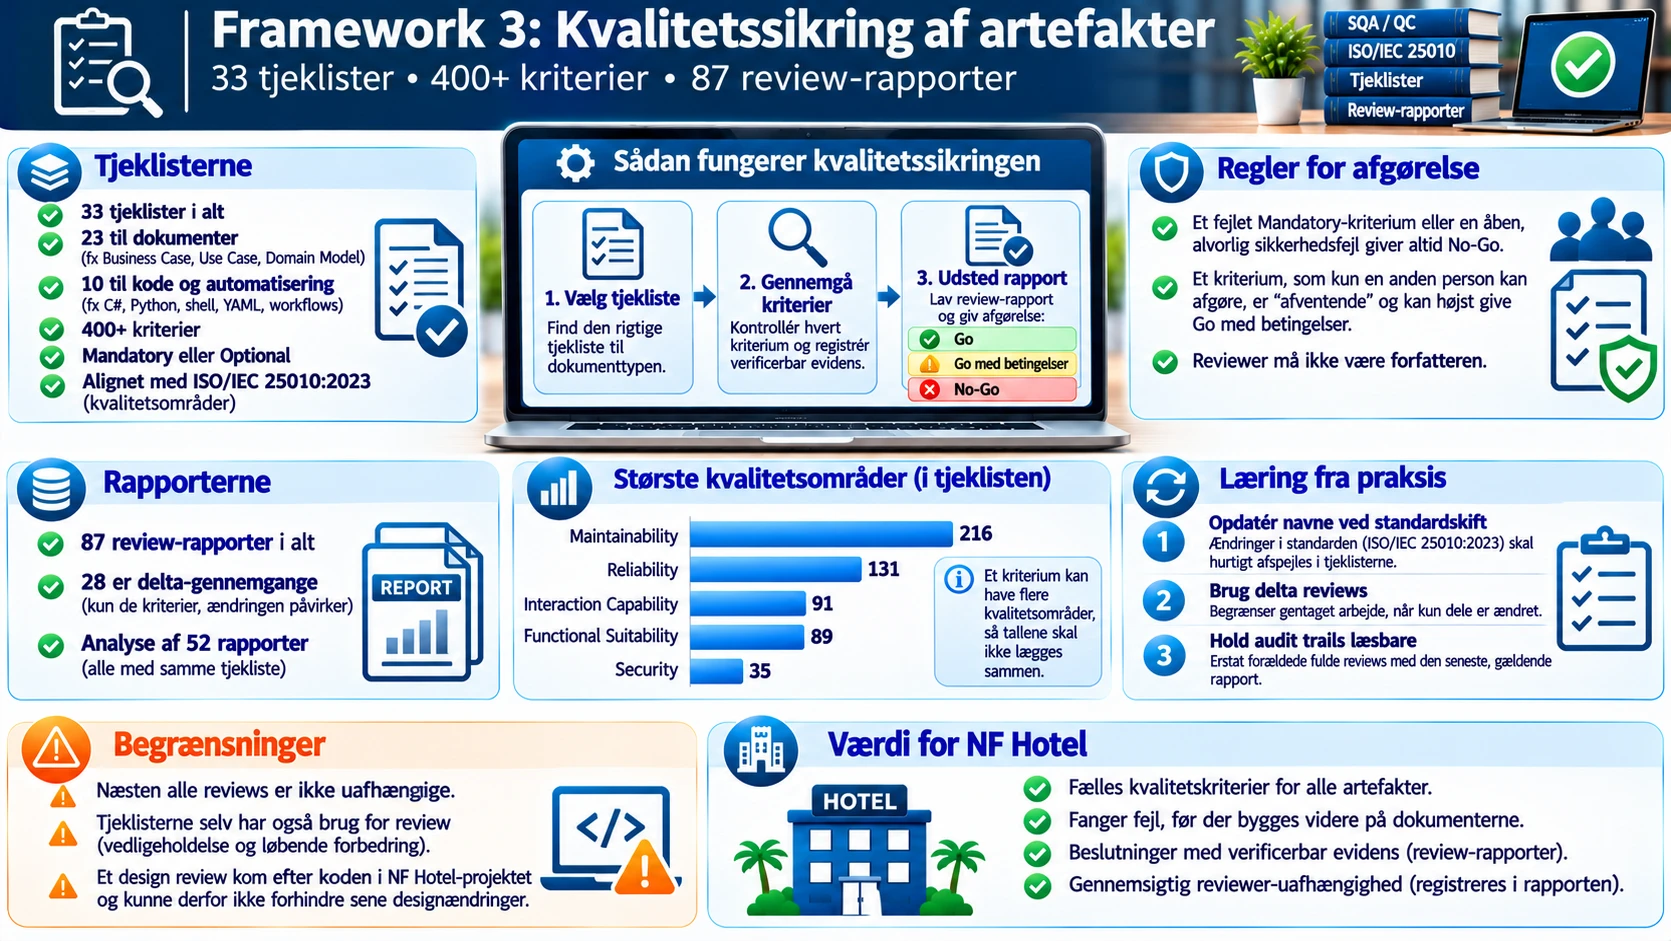 Framework 3: Kvalitetssikring af artefakter
33 tjeklister • 400+ kriterier • 87 review-rapporter
SQA / QC
ISO/IEC 25010
Tjeklister
Review-rapporter
Tjeklisterne
33 tjeklister i alt
23 til dokumenter
(fx Business Case, Use Case, Domain Model)
10 til kode og automatisering
(fx C#, Python, shell, YAML, workflows)
400+ kriterier
Mandatory eller Optional
Alignet med ISO/IEC 25010:2023
(kvalitetsområder)
Sådan fungerer kvalitetssikringen
1. Vælg tjekliste
Find den rigtige
tjekliste til
dokumenttypen.
2. Gennemgå
kriterier
Kontrollér hvert
kriterium og registrér
verificerbar evidens.
3. Udsted rapport
Lav review-rapport
og giv afgørelse:
Go
Go med betingelser
No-Go
Regler for afgørelse
Et fejlet Mandatory-kriterium eller en åben,
alvorlig sikkerhedsfejl giver altid No-Go.
Et kriterium, som kun en anden person kan
afgøre, er “afventende” og kan højst give
Go med betingelser.
Reviewer må ikke være forfatteren.
Rapporterne
87 review-rapporter i alt
28 er delta-gennemgange
(kun de kriterier, ændringen påvirker)
Analyse af 52 rapporter
(alle med samme tjekliste)
REPORT
Største kvalitetsområder (i tjeklisten)
Maintainability 216
Reliability 131
Interaction Capability 91
Functional Suitability 89
Security 35
Et kriterium kan
have flere
kvalitetsområder,
så tallene skal
ikke lægges
sammen.
Læring fra praksis
1
Opdatér navne ved standardskift
Ændringer i standarden (ISO/IEC 25010:2023) skal
hurtigt afspejles i tjeklisterne.
2
Brug delta reviews
Begrænser gentaget arbejde, når kun dele er ændret.
3
Hold audit trails læsbare
Erstat forældede fulde reviews med den seneste, gældende
rapport.
Begrænsninger
Næsten alle reviews er ikke uafhængige.
Tjeklisterne selv har også brug for review
(vedligeholdelse og løbende forbedring).
Et design review kom efter koden i NF Hotel-projektet
og kunne derfor ikke forhindre sene designændringer.
</>
Værdi for NF Hotel
HOTEL
Fælles kvalitetskriterier for alle artefakter.
Fanger fejl, før der bygges videre på dokumenterne.
Beslutninger med verificerbar evidens (review-rapporter).
Gennemsigtig reviewer-uafhængighed (registreres i rapporten).